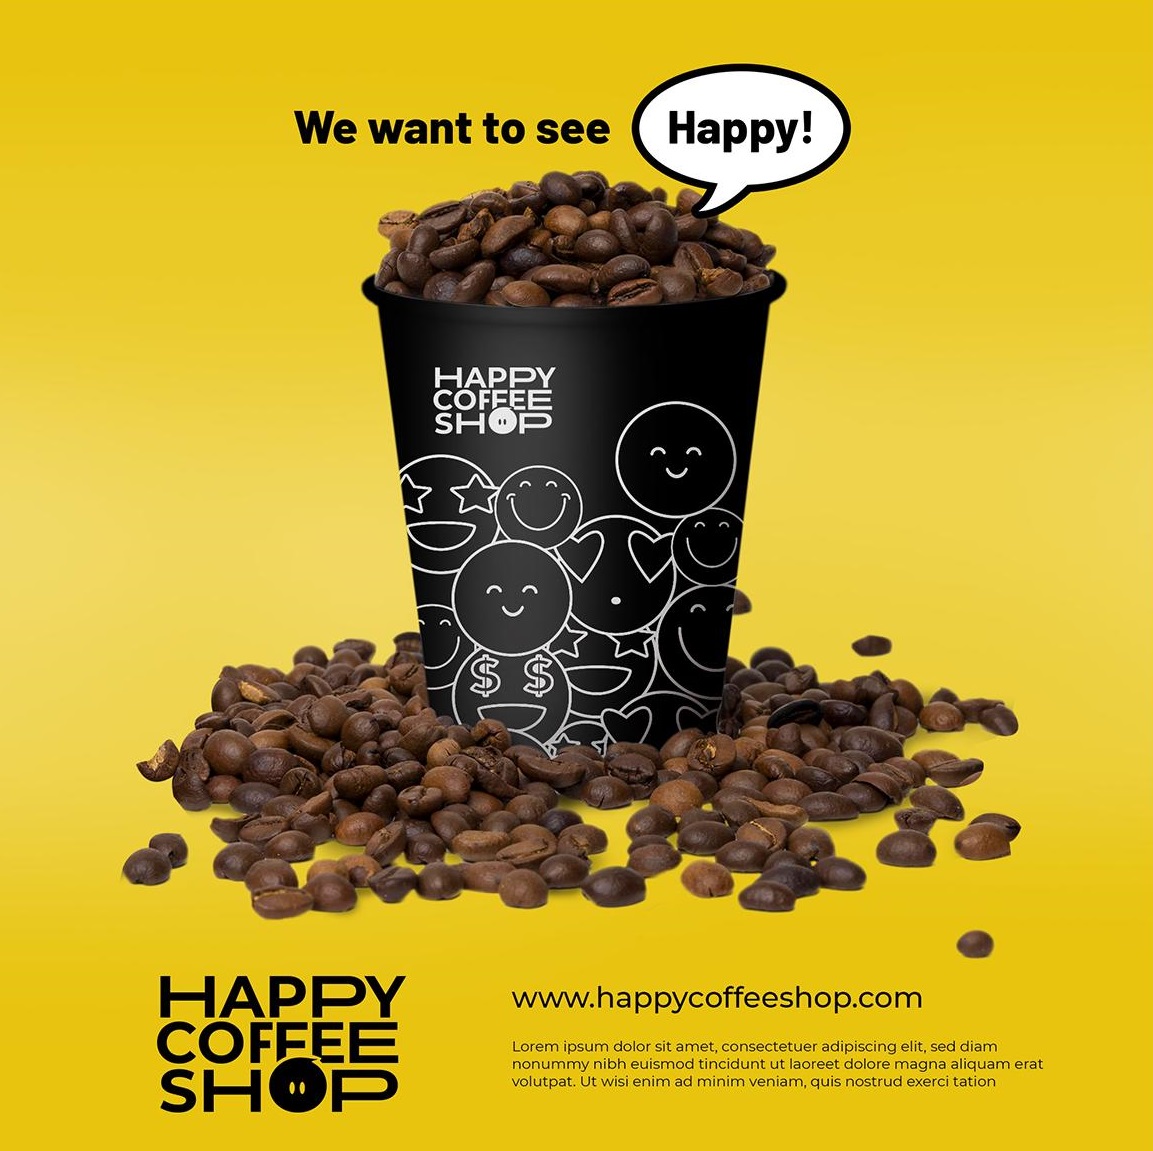 We want to see Happy!
HAPPY
COFFEE
SHOP
$ $
HAPPY
COFFEE
SHOP
www.happycoffeeshop.com
Lorem ipsum dolor sit amet, consectetuer adipiscing elit, sed diam
nonummy nibh euismod tincidunt ut laoreet dolore magna aliquam erat
volutpat. Ut wisi enim ad minim veniam, quis nostrud exerci tation